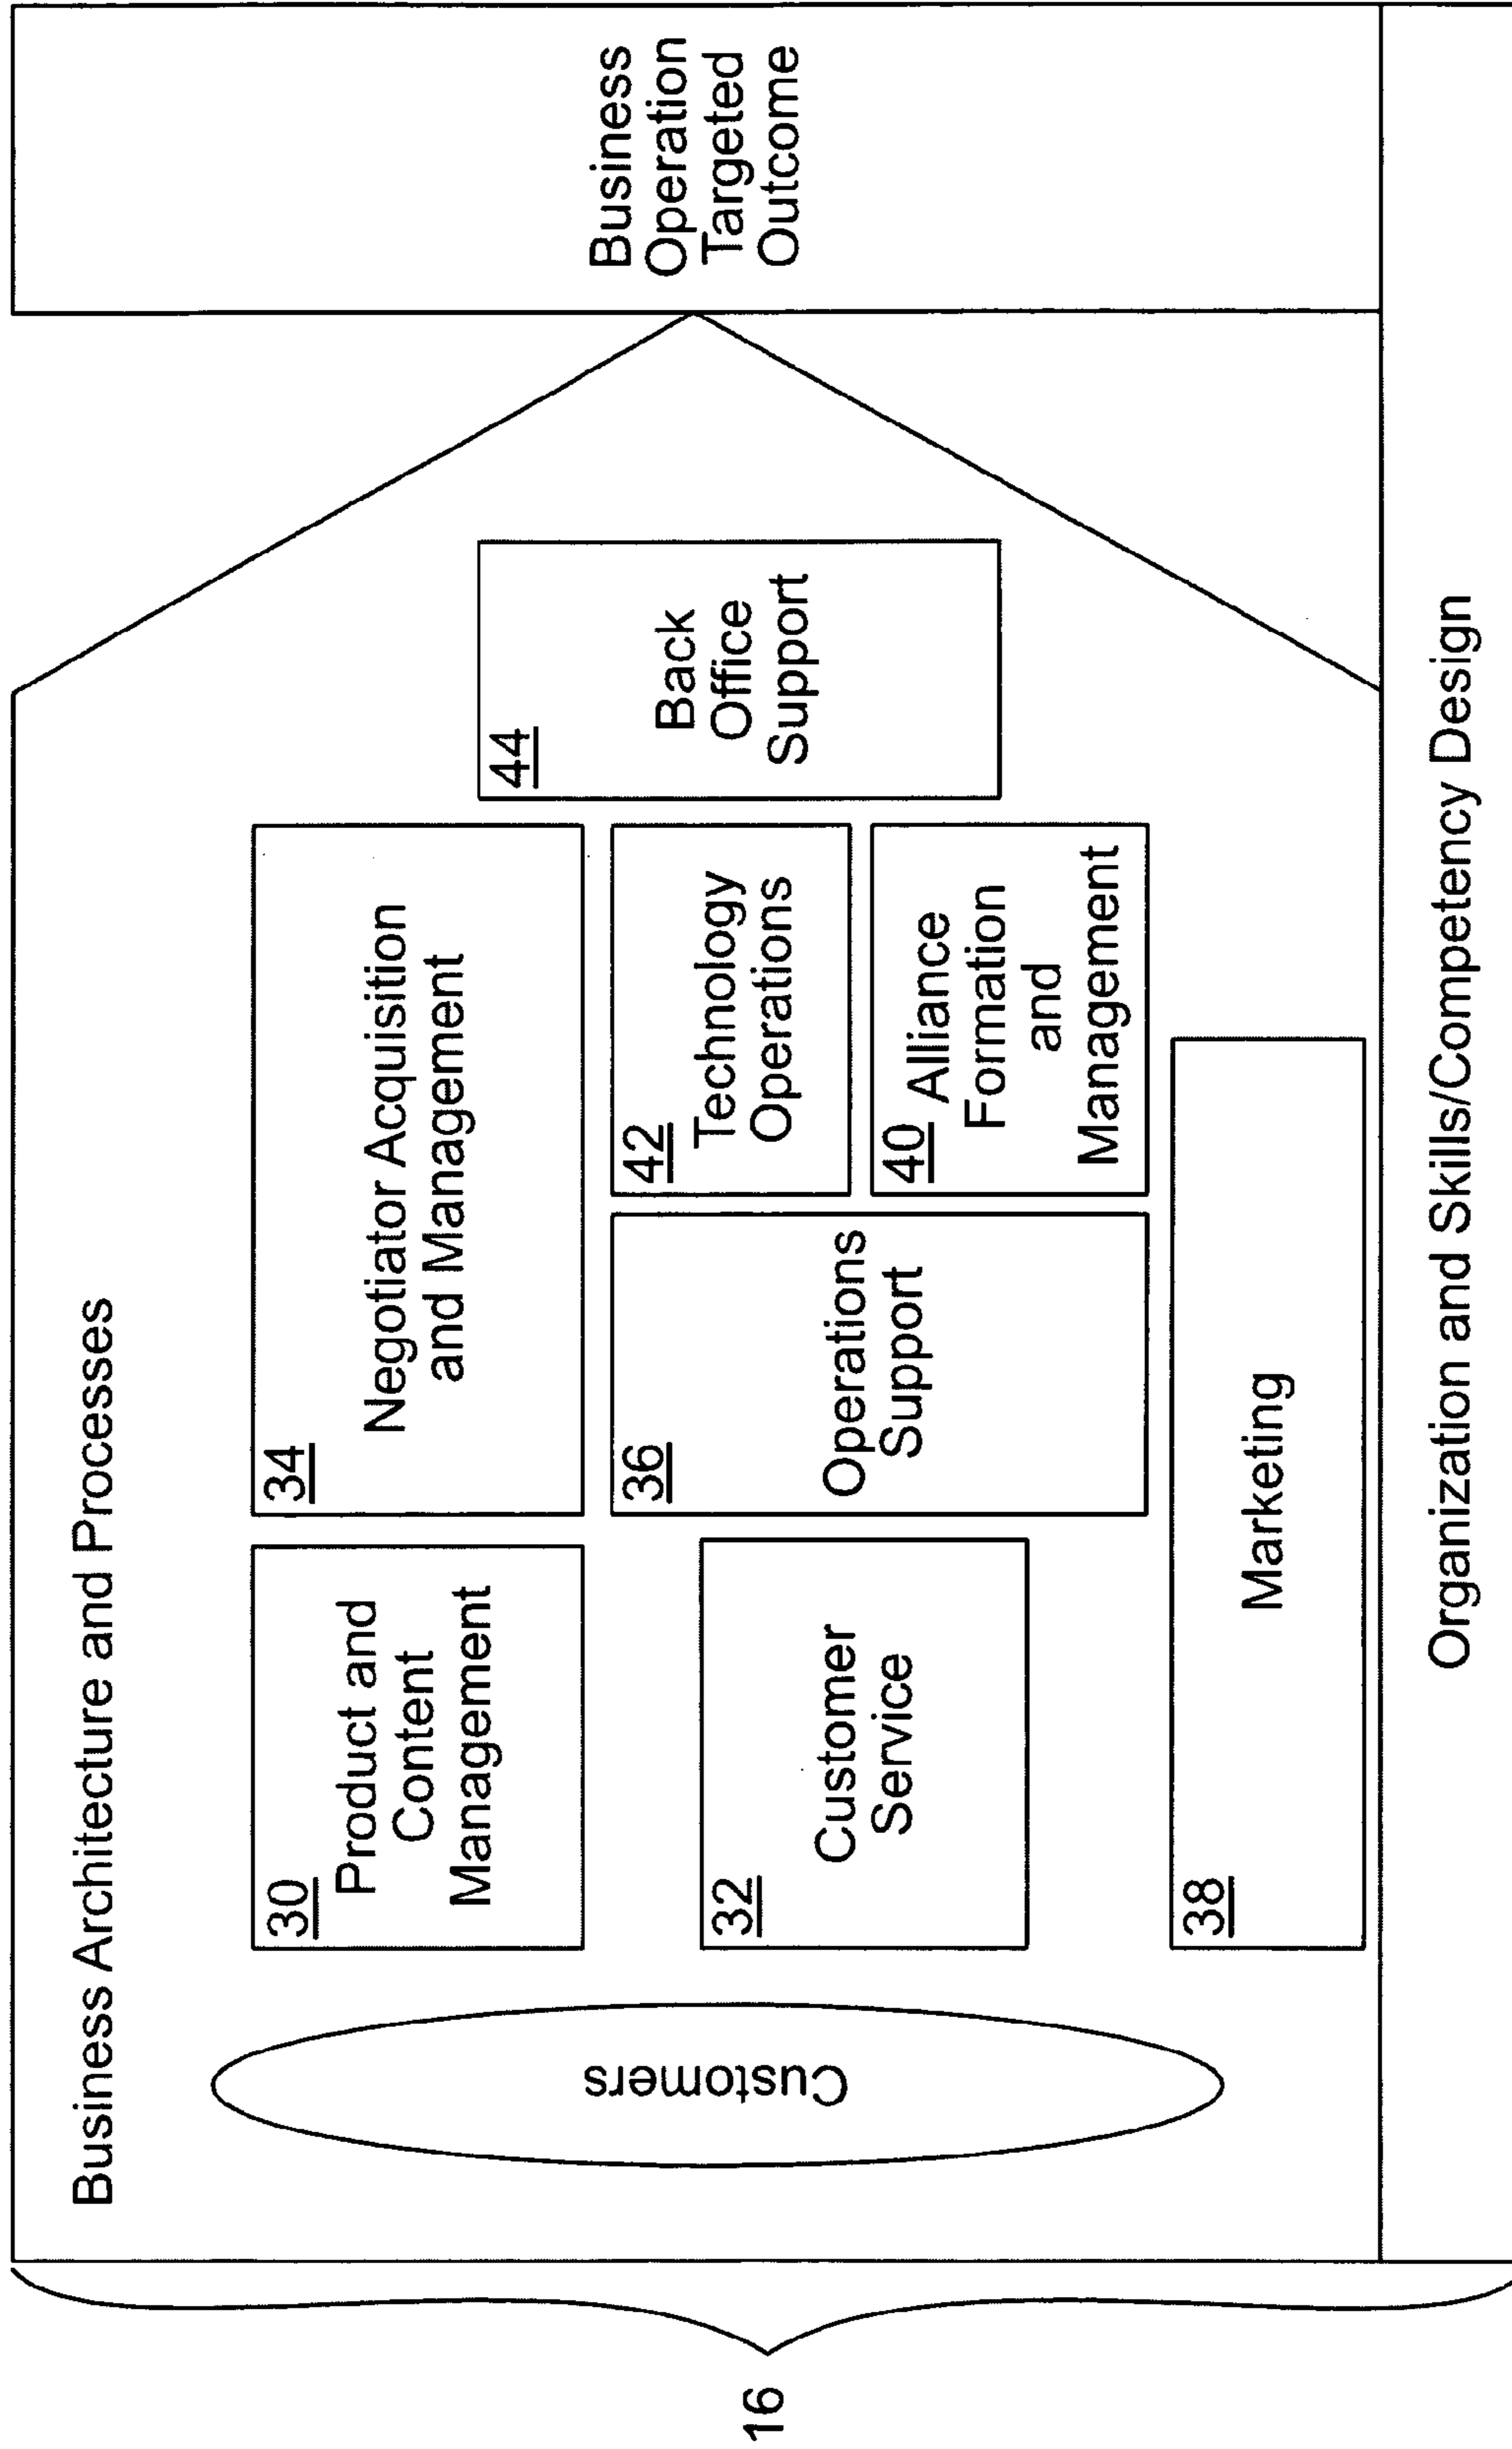 Business Architecture and Processes
16
Customers
30
Product and
Content
Management
32
Customer
Service
34
Negotiator Acquisition
and Management
36
Operations
Support
42
Technology
Operations
40 Alliance
Formation
and
Management
44
Back
Office
Support
38
Marketing
Business
Operation
Targeted
Outcome
Organization and Skills/Competency Design